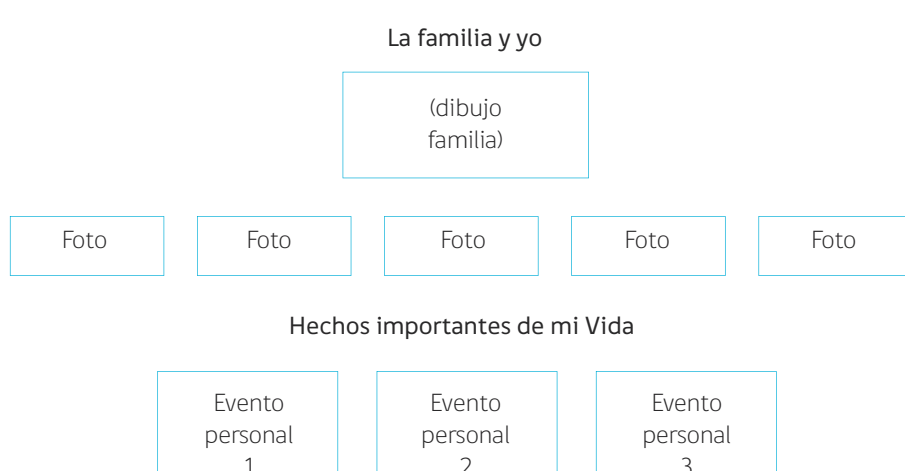 La familia y yo
(dibujo
familia)
Foto Foto Foto Foto Foto
Hechos importantes de mi Vida
Evento Evento Evento
personal personal personal
1 2 3